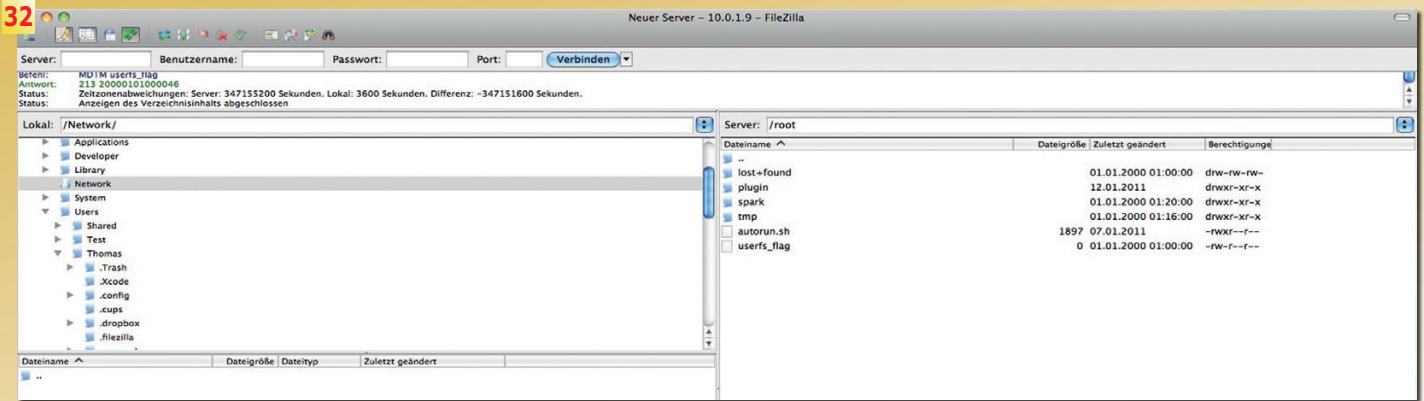 32
Neuer Server – 10.0.1.9 – FileZilla
Server: Benutzername: Passwort: Port: Verbinden
Befehl: MDTM userfs_flag
Antwort: 213 20000101000046
Status: Zeitzonenabweichungen: Server: 347155200 Sekunden. Lokal: 3600 Sekunden. Differenz: -347151600 Sekunden.
Status: Anzeigen des Verzeichnisinhalts abgeschlossen
Lokal: /Network/
Applications
Developer
Library
Network
System
Users
Shared
Test
Thomas
.Trash
.Xcode
.config
.cups
.dropbox
.filezilla
Dateiname Dateigröße Dateityp Zuletzt geändert
..
Server: /root
Dateiname Dateigröße Zuletzt geändert Berechtigunge
..
lost+found 01.01.2000 01:00:00 drw-rw-rw-
plugin 12.01.2011 drwxr-xr-x
spark 01.01.2000 01:20:00 drwxr-xr-x
tmp 01.01.2000 01:16:00 drwxr-xr-x
autorun.sh 1897 07.01.2011 -rwxr--r--
userfs_flag 0 01.01.2000 01:00:00 -rw-r--r--